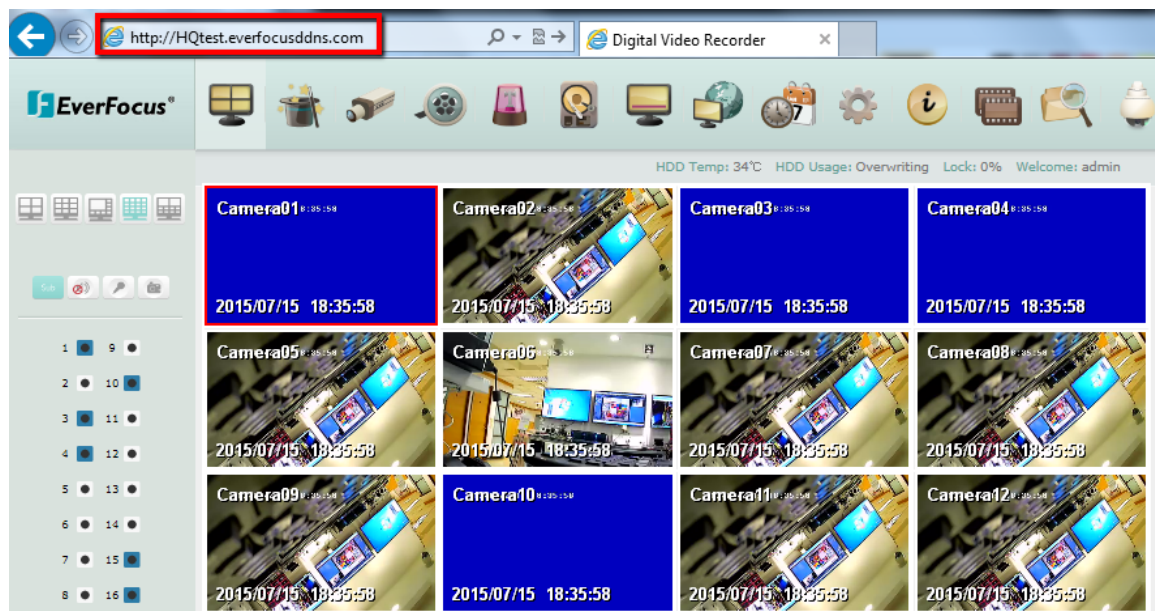 http://HQtest.everfocusddns.com
Digital Video Recorder
EverFocus®
7
i
HDD Temp: 34℃ HDD Usage: Overwriting Lock: 0% Welcome: admin
Camera01 Camera02 Camera03 Camera04
2015/07/15 18:35:58 2015/07/15 18:35:58 2015/07/15 18:35:58 2015/07/15 18:35:58
Sub
1 9
2 10
3 11
4 12
5 13
6 14
7 15
8 16
Camera05 Camera06 Camera07 Camera08
2015/07/15 18:35:58 2015/07/15 18:35:58 2015/07/15 18:35:58 2015/07/15 18:35:58
Camera09 Camera10 Camera11 Camera12
2015/07/15 18:35:58 2015/07/15 18:35:58 2015/07/15 18:35:58 2015/07/15 18:35:58